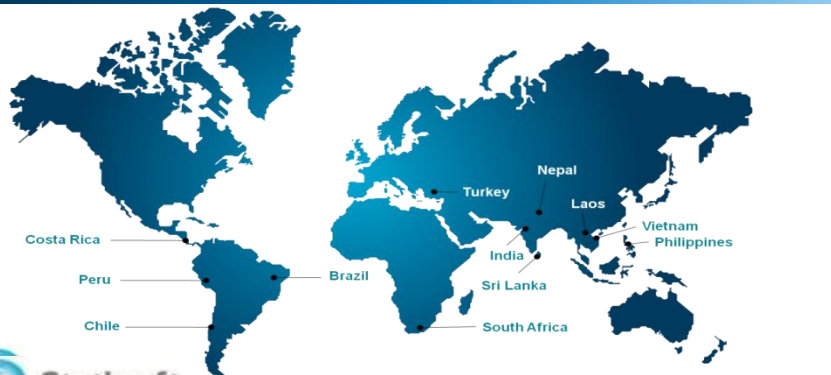 Nepal
Turkey
Laos
Vietnam
Costa Rica
Philippines
India
Peru
Brazil
Sri Lanka
Chile
South Africa